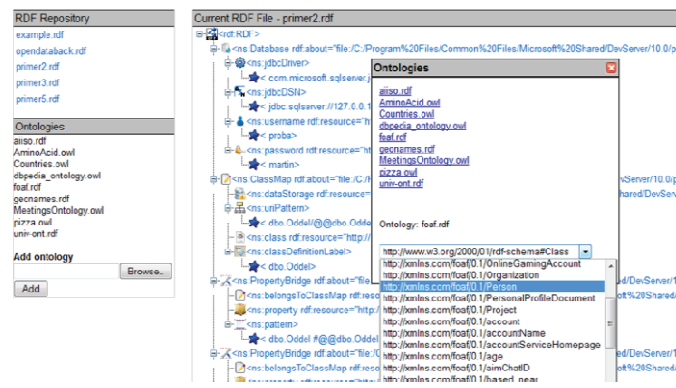 RDF Repository
example.rdf
opendataback.rdf
primer2.rdf
primer3.rdf
primer5.rdf
Ontologies
aiiso.rdf
AminoAcid.owl
Countries.owl
dbpedia_ontology.owl
foaf.rdf
geonames.rdf
MeetingsOntology.owl
pizza.owl
univ-ont.rdf
Add ontology
Browse..
Add
Current RDF File - primer2.rdf
<rdf:RDF>
<ns:Database rdf:about="file:/C:/Program%20Files/Common%20Files/Microsoft%20Shared/DevServer/10.0/p
<ns:jdbcDriver>
< com.microsoft.sqlserver.j
<ns:jdbcDSN>
< jdbc:sqlserver://127.0.0.1
<ns:username rdf:resource="h
< proba>
<ns:password rdf:resource="ht
< martin>
<ns:ClassMap rdf:about="file:/C:/
<ns:dataStorage rdf:resource=
<ns:uriPattern>
< dbo.Oddel/@@dbo.Odde
<ns:class rdf:resource="http://
<ns:classDefinitionLabel>
< dbo.Oddel>
<ns:PropertyBridge rdf:about="file
<ns:belongsToClassMap rdf:reso
<ns:property rdf:resource="http:/
<ns:pattern>
< dbo.Oddel #@@dbo.Oddel
<ns:PropertyBridge rdf:about="file:/C
<ns:belongsToClassMap rdf:reso
Ontologies
aiiso.rdf
AminoAcid.owl
Countries.owl
dbpedia_ontology.owl
foaf.rdf
geonames.rdf
MeetingsOntology.owl
pizza.owl
univ-ont.rdf
Ontology: foaf.rdf
http://www.w3.org/2000/01/rdf-schema#Class
http://xmlns.com/foaf/0.1/OnlineGamingAccount
http://xmlns.com/foaf/0.1/Organization
http://xmlns.com/foaf/0.1/Person
http://xmlns.com/foaf/0.1/PersonalProfileDocument
http://xmlns.com/foaf/0.1/Project
http://xmlns.com/foaf/0.1/account
http://xmlns.com/foaf/0.1/accountName
http://xmlns.com/foaf/0.1/accountServiceHomepage
http://xmlns.com/foaf/0.1/age
http://xmlns.com/foaf/0.1/aimChatID
http://xmlns.com/foaf/0.1/based_near